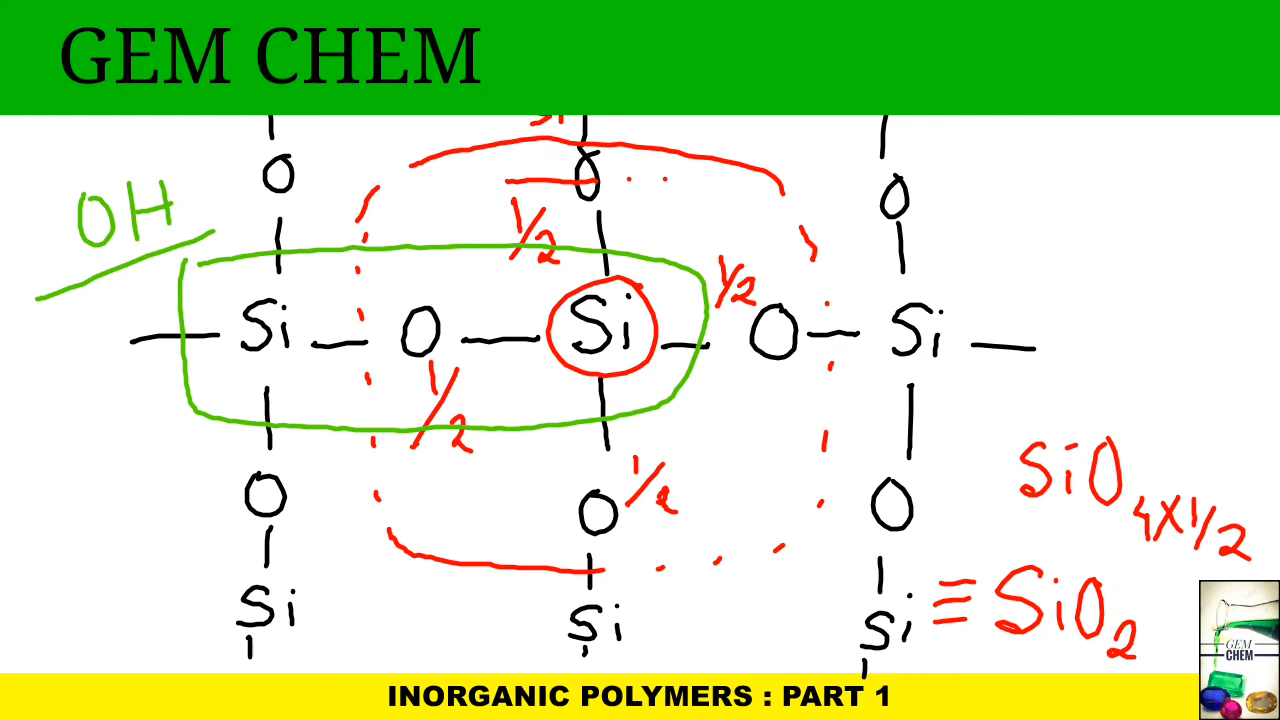 GEM CHEM
Si
O O O
OH
1/2
1/2
Si O Si O Si
1/2
SiO4X1/2
O O 1/2 O
Si Si Si ≡ SiO2
GEM
CHEM
INORGANIC POLYMERS : PART 1